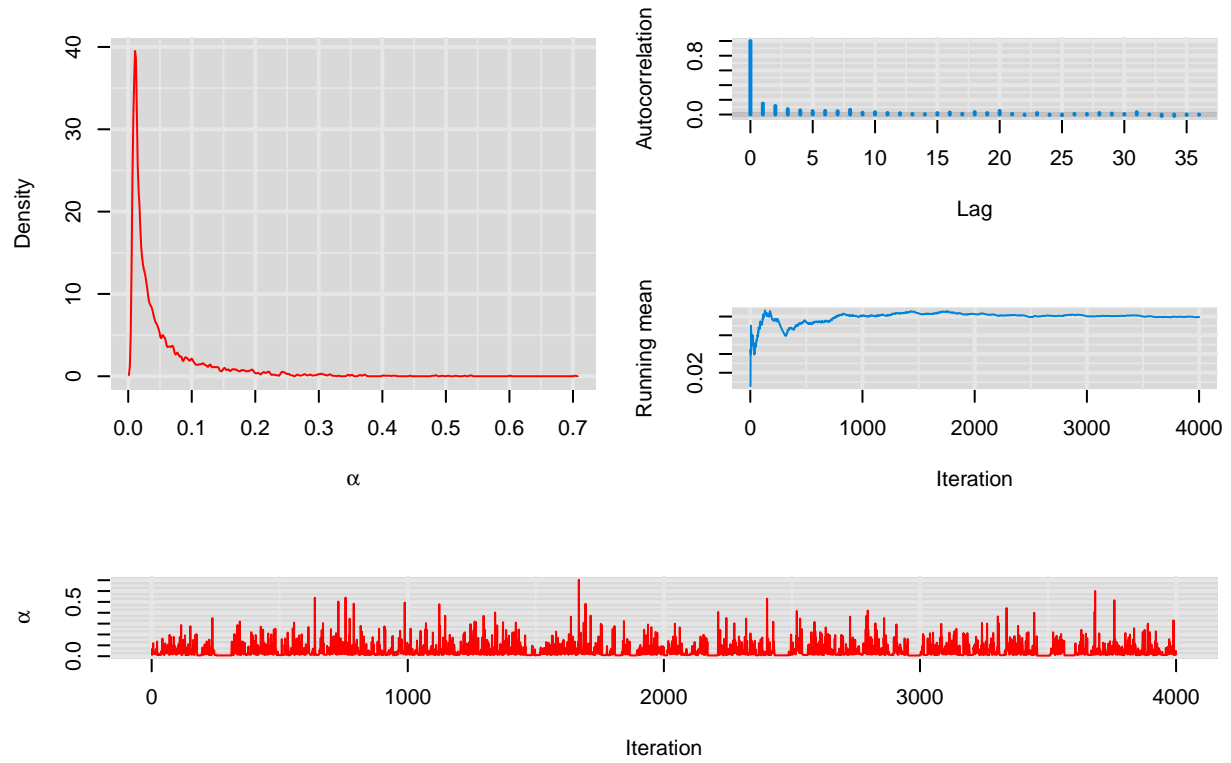 Density
0
10
20
30
40
0.0 0.1 0.2 0.3 0.4 0.5 0.6 0.7
α
Autocorrelation
0.0
0.8
0 5 10 15 20 25 30 35
Lag
Running mean
0.02
0 1000 2000 3000 4000
Iteration
α
0.0
0.5
0 1000 2000 3000 4000
Iteration